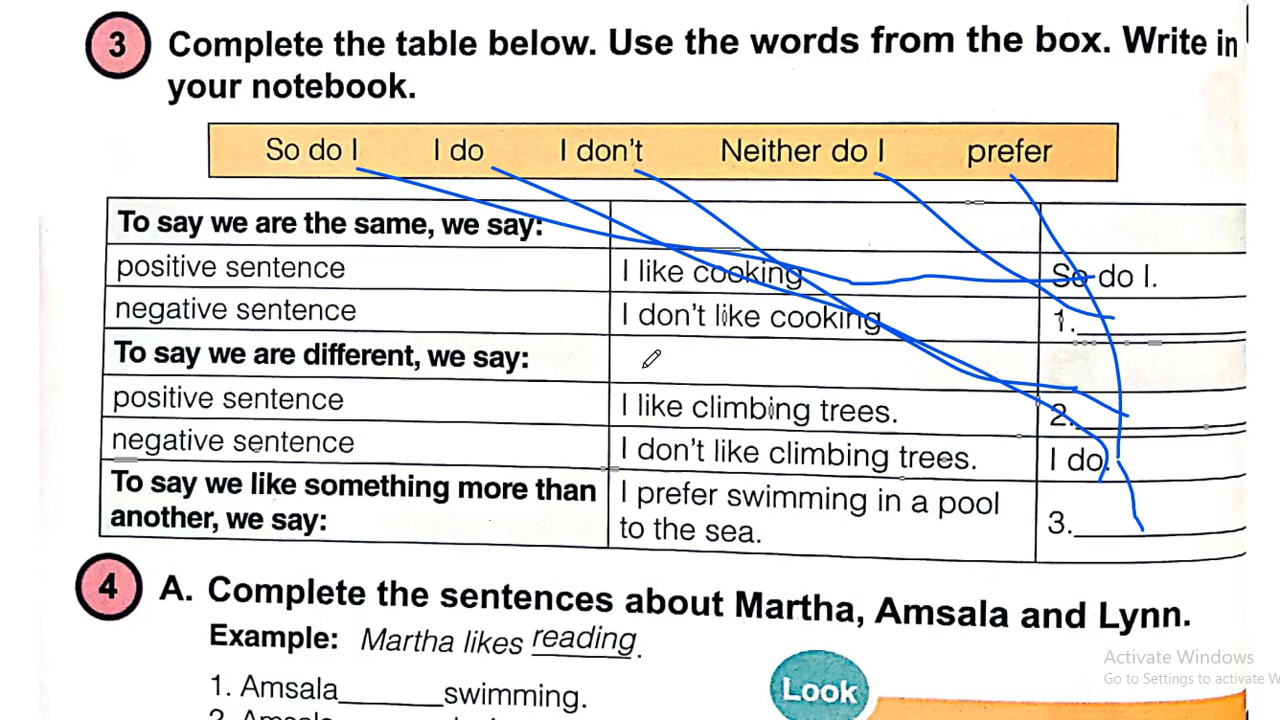 3 Complete the table below. Use the words from the box. Write in
your notebook.
So do I I do I don't Neither do I prefer
To say we are the same, we say:
positive sentence I like cooking So do I.
negative sentence I don't like cooking 1.
To say we are different, we say:
positive sentence I like climbing trees. 2.
negative sentence I don't like climbing trees. I do.
To say we like something more than
another, we say:
I prefer swimming in a pool
to the sea.
3.
4 A. Complete the sentences about Martha, Amsala and Lynn.
Example: Martha likes reading.
1. Amsala_______swimming.
Look
Activate Windows
Go to Settings to activate W